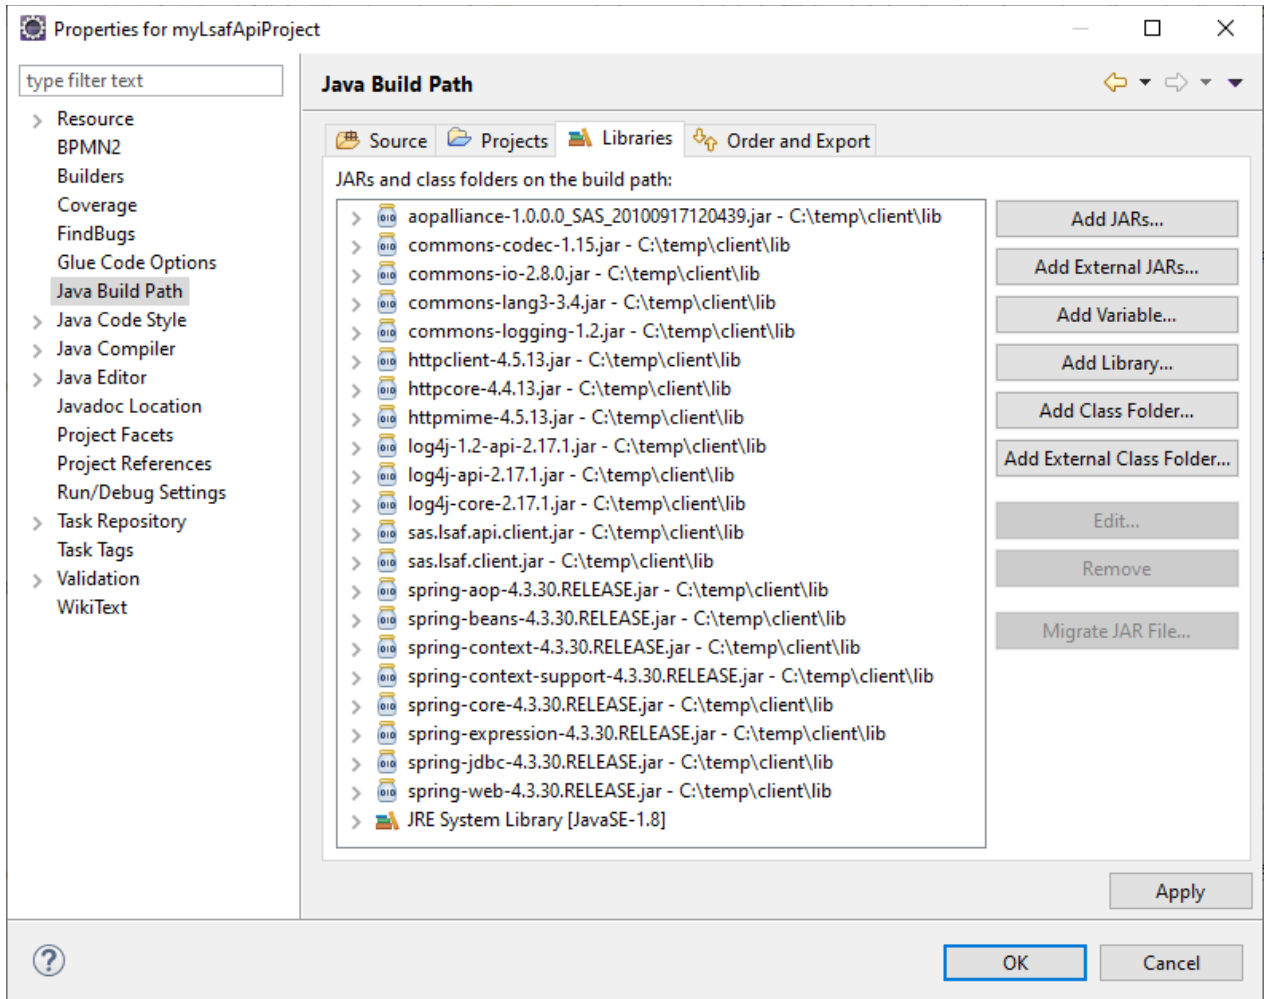 Properties for myLsafApiProject
type filter text
Resource
BPMN2
Builders
Coverage
FindBugs
Glue Code Options
Java Build Path
Java Code Style
Java Compiler
Java Editor
Javadoc Location
Project Facets
Project References
Run/Debug Settings
Task Repository
Task Tags
Validation
WikiText
Java Build Path
Source Projects Libraries Order and Export
JARs and class folders on the build path:
aopalliance-1.0.0.0_SAS_20100917120439.jar - C:\temp\client\lib
commons-codec-1.15.jar - C:\temp\client\lib
commons-io-2.8.0.jar - C:\temp\client\lib
commons-lang3-3.4.jar - C:\temp\client\lib
commons-logging-1.2.jar - C:\temp\client\lib
httpclient-4.5.13.jar - C:\temp\client\lib
httpcore-4.4.13.jar - C:\temp\client\lib
httpmime-4.5.13.jar - C:\temp\client\lib
log4j-1.2-api-2.17.1.jar - C:\temp\client\lib
log4j-api-2.17.1.jar - C:\temp\client\lib
log4j-core-2.17.1.jar - C:\temp\client\lib
sas.lsaf.api.client.jar - C:\temp\client\lib
sas.lsaf.client.jar - C:\temp\client\lib
spring-aop-4.3.30.RELEASE.jar - C:\temp\client\lib
spring-beans-4.3.30.RELEASE.jar - C:\temp\client\lib
spring-context-4.3.30.RELEASE.jar - C:\temp\client\lib
spring-context-support-4.3.30.RELEASE.jar - C:\temp\client\lib
spring-core-4.3.30.RELEASE.jar - C:\temp\client\lib
spring-expression-4.3.30.RELEASE.jar - C:\temp\client\lib
spring-jdbc-4.3.30.RELEASE.jar - C:\temp\client\lib
spring-web-4.3.30.RELEASE.jar - C:\temp\client\lib
JRE System Library [JavaSE-1.8]
Add JARs...
Add External JARs...
Add Variable...
Add Library...
Add Class Folder...
Add External Class Folder...
Edit...
Remove
Migrate JAR File...
Apply
OK
Cancel